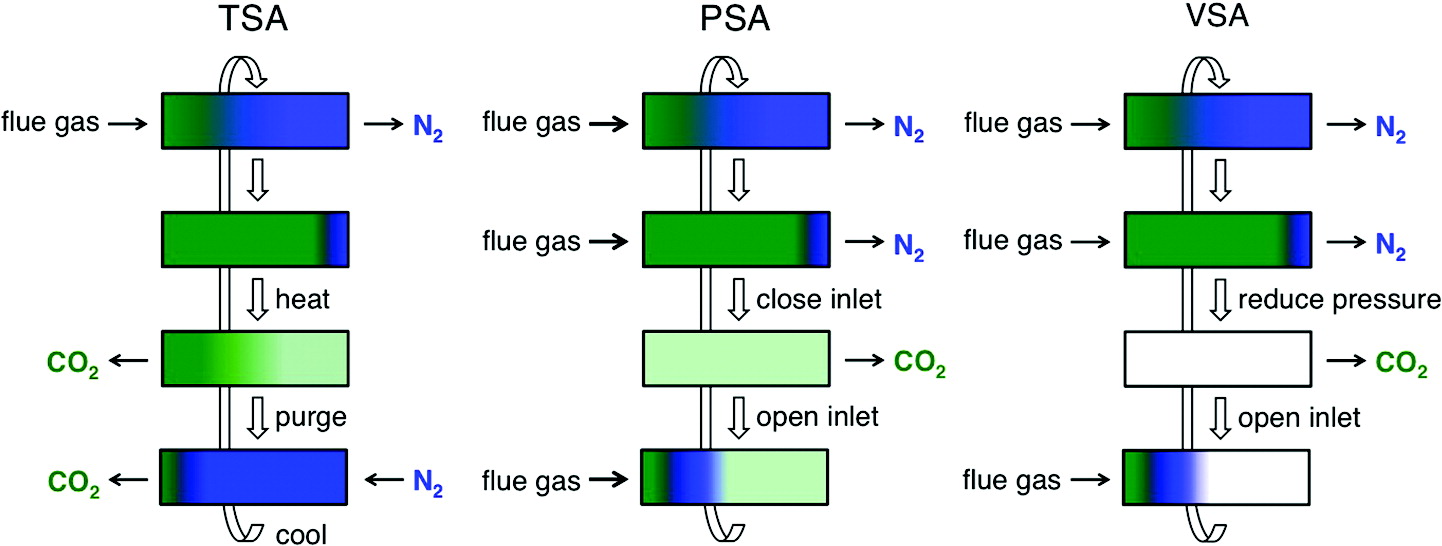 TSA
flue gas
N₂
heat
CO₂
purge
CO₂
N₂
cool
PSA
flue gas
N₂
flue gas
N₂
close inlet
CO₂
open inlet
flue gas
VSA
flue gas
N₂
flue gas
N₂
reduce pressure
CO₂
open inlet
flue gas